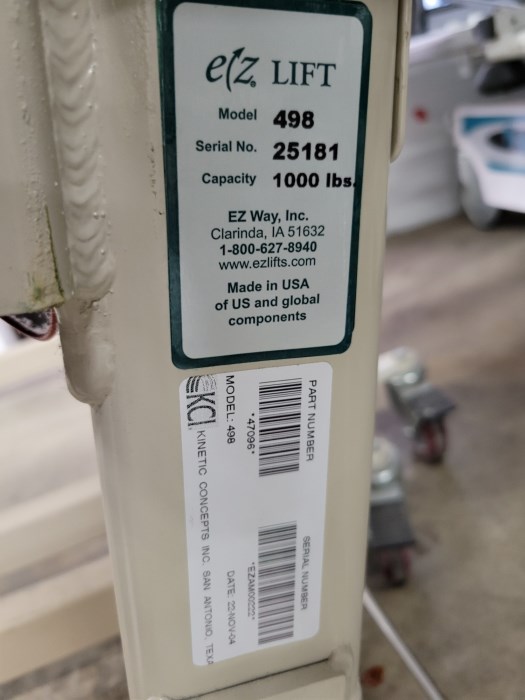 e(z LIFT
Model 498
Serial No. 25181
Capacity 1000 lbs.
EZ Way, Inc.
Clarinda, IA 51632
1-800-627-8940
www.ezlifts.com
Made in USA
of US and global
components
PART NUMBER
*47096*
SERIAL NUMBER
*EZAM00222*
MODEL: 498
DATE: 22-NOV-04
KCI KINETIC CONCEPTS INC. SAN ANTONIO, TEXA